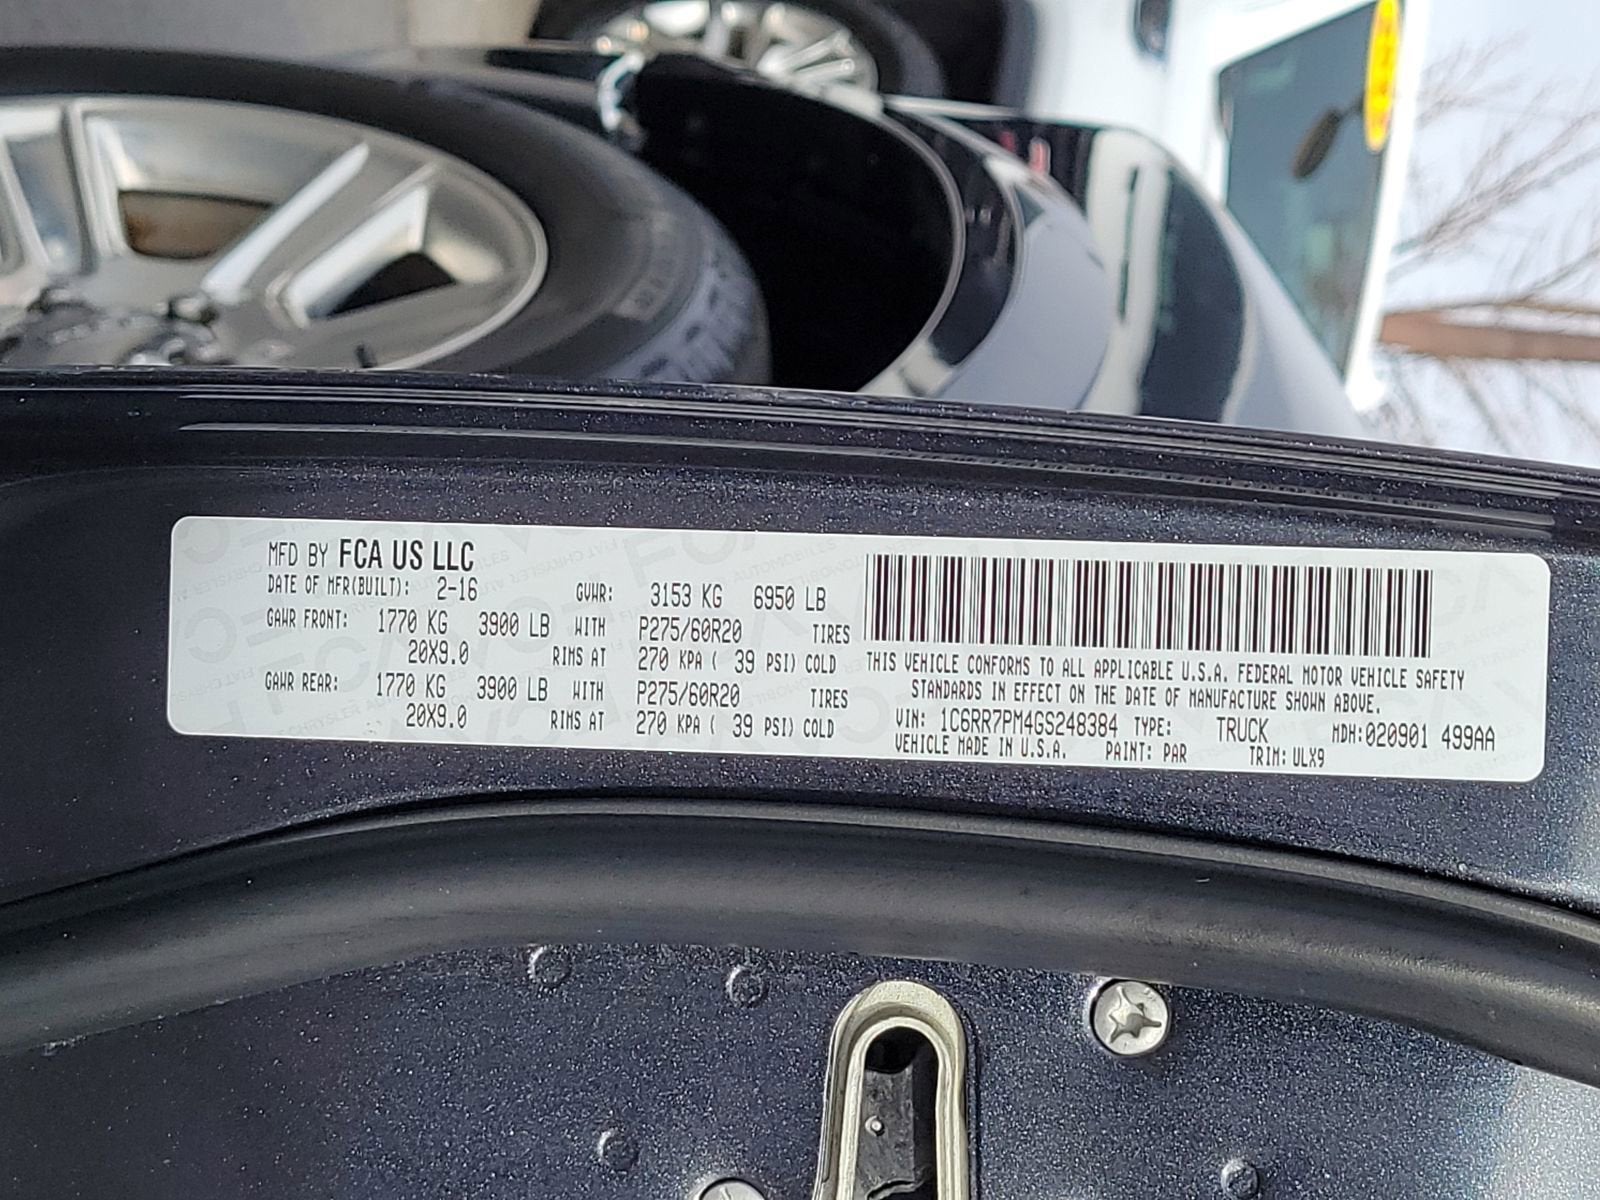 MFD BY FCA US LLC
DATE OF MFR(BUILT): 2-16 GVWR: 3153 KG 6950 LB
GAWR FRONT: 1770 KG 3900 LB WITH P275/60R20 TIRES
20X9.0 RIMS AT 270 KPA ( 39 PSI) COLD
GAWR REAR: 1770 KG 3900 LB WITH P275/60R20 TIRES
20X9.0 RIMS AT 270 KPA ( 39 PSI) COLD
THIS VEHICLE CONFORMS TO ALL APPLICABLE U.S.A. FEDERAL MOTOR VEHICLE SAFETY
STANDARDS IN EFFECT ON THE DATE OF MANUFACTURE SHOWN ABOVE.
VIN: 1C6RR7PM4GS248384 TYPE: TRUCK MDH:020901 499AA
VEHICLE MADE IN U.S.A. PAINT: PAR TRIM: ULX9